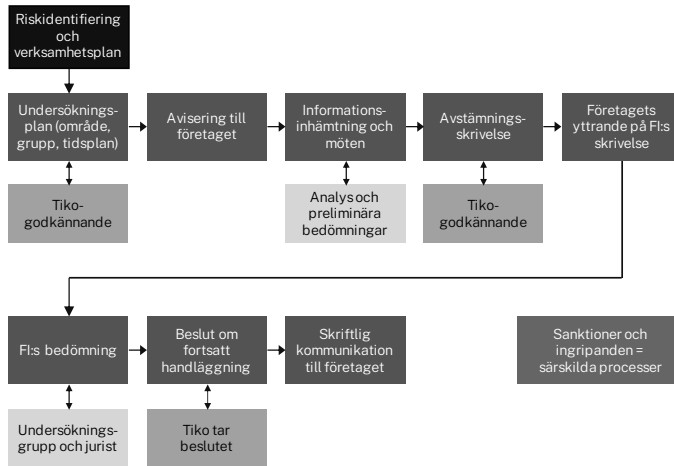 Riskidentifiering
och
verksamhetsplan
Undersöknings-
plan (område,
grupp, tidsplan)
Avisering till
företaget
Informations-
inhämtning och
möten
Avstämnings-
skrivelse
Företagets
yttrande på FI:s
skrivelse
Tiko-
godkännande
Analys och
preliminära
bedömningar
Tiko-
godkännande
FI:s bedömning
Beslut om
fortsatt
handläggning
Skriftlig
kommunikation
till företaget
Sanktioner och
ingripanden =
särskilda processer
Undersöknings-
grupp och jurist
Tiko tar
beslutet